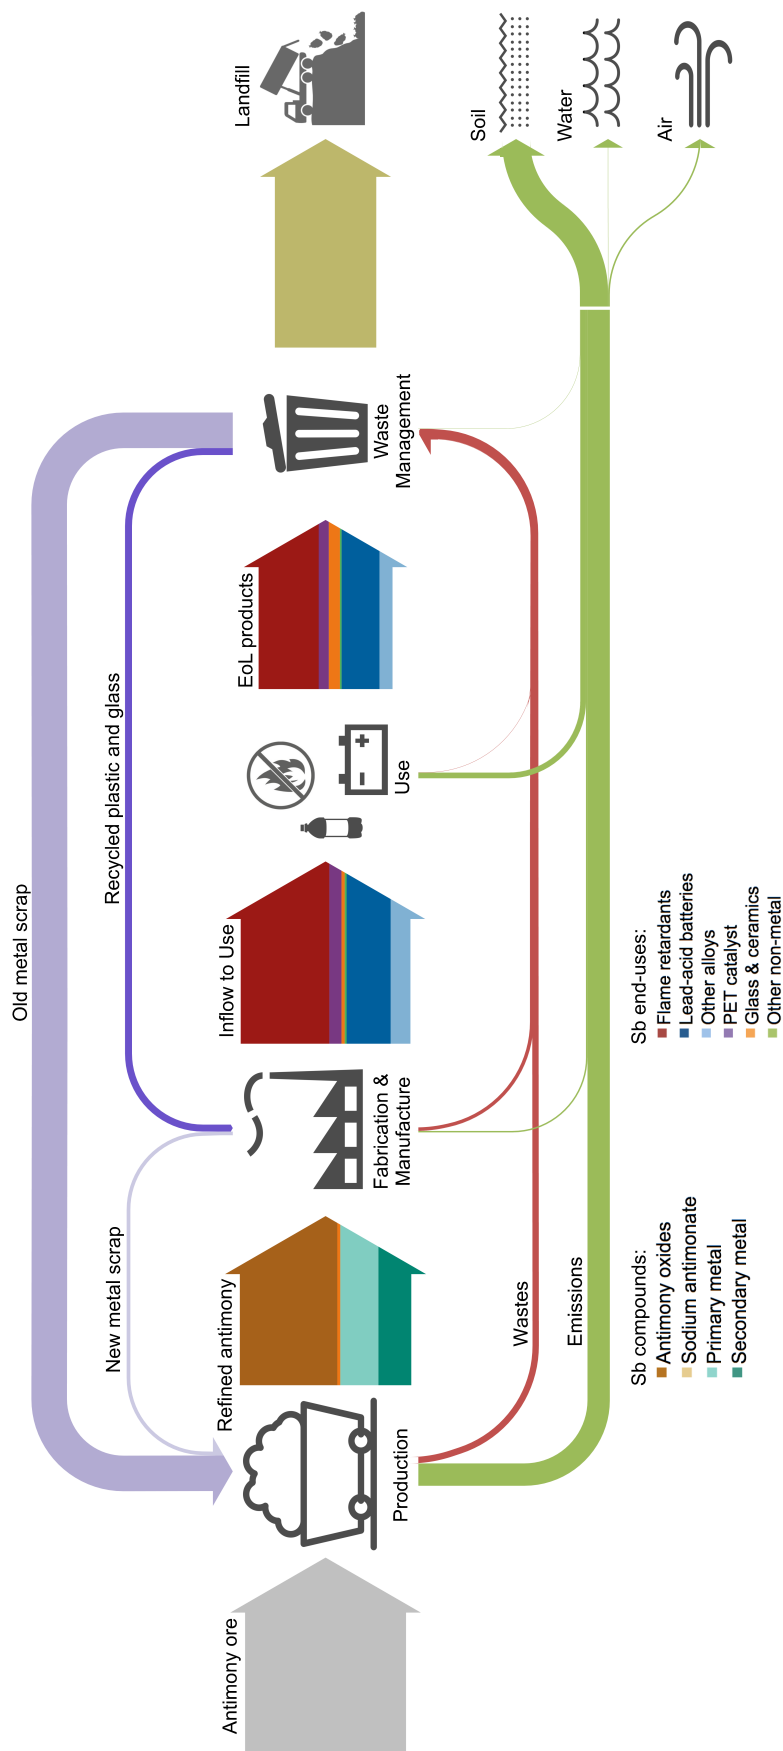 Old metal scrap
New metal scrap
Recycled plastic and glass
Antimony ore
Refined antimony
Inflow to Use
EoL products
Landfill
Production
Fabrication &
Manufacture
Use
Waste
Management
Wastes
Emissions
Soil
Water
Air
Sb compounds:
Antimony oxides
Sodium antimonate
Primary metal
Secondary metal
Sb end-uses:
Flame retardants
Lead-acid batteries
Other alloys
PET catalyst
Glass & ceramics
Other non-metal